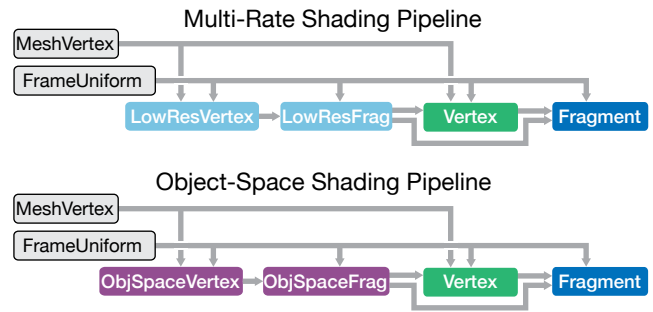 Multi-Rate Shading Pipeline
MeshVertex
FrameUniform
LowResVertex LowResFrag Vertex Fragment
Object-Space Shading Pipeline
MeshVertex
FrameUniform
ObjSpaceVertex ObjSpaceFrag Vertex Fragment